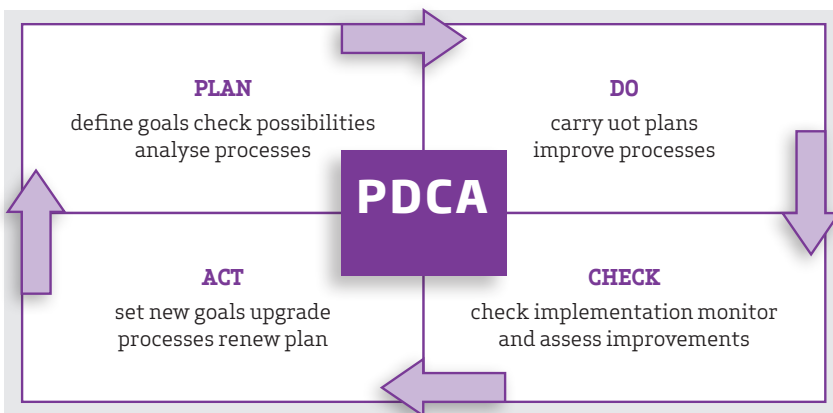 PLAN
define goals check possibilities
analyse processes
DO
carry uot plans
improve processes
PDCA
ACT
set new goals upgrade
processes renew plan
CHECK
check implementation monitor
and assess improvements